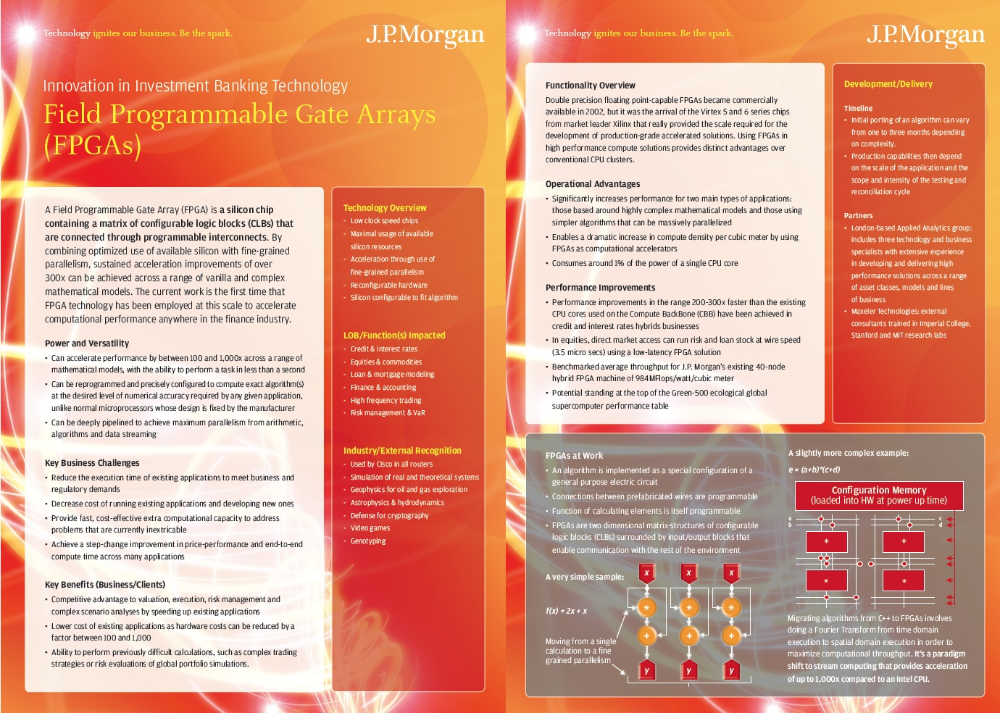 Technology ignites our business. Be the spark.
J.P.Morgan
Innovation in Investment Banking Technology
Field Programmable Gate Arrays
(FPGAs)
A Field Programmable Gate Array (FPGA) is a silicon chip
containing a matrix of configurable logic blocks (CLBs) that
are connected through programmable interconnects. By
combining optimized use of available silicon with fine-grained
parallelism, sustained acceleration improvements of over
300x can be achieved across a range of vanilla and complex
mathematical models. The current work is the first time that
FPGA technology has been employed at this scale to accelerate
computational performance anywhere in the finance industry.
Power and Versatility
• Can accelerate performance by between 100 and 1,000x across a range of
mathematical models, with the ability to perform a task in less than a second
• Can be reprogrammed and precisely configured to compute exact algorithm(s)
at the desired level of numerical accuracy required by any given application,
unlike normal microprocessors whose design is fixed by the manufacturer
• Can be deeply pipelined to achieve maximum parallelism from arithmetic,
algorithms and data streaming
Key Business Challenges
• Reduce the execution time of existing applications to meet business and
regulatory demands
• Decrease cost of running existing applications and developing new ones
• Provide fast, cost-effective extra computational capacity to address
problems that are currently inextricable
• Achieve a step-change improvement in price-performance and end-to-end
compute time across many applications
Key Benefits (Business/Clients)
• Competitive advantage to valuation, execution, risk management and
complex scenario analyses by speeding up existing applications
• Lower cost of existing applications as hardware costs can be reduced by a
factor between 100 and 1,000
• Ability to perform previously difficult calculations, such as complex trading
strategies or risk evaluations of global portfolio simulations.
Technology Overview
- Low clock speed chips
- Maximal usage of available
silicon resources
- Acceleration through use of
fine-grained parallelism
- Reconfigurable hardware
- Silicon configurable to fit algorithm
LOB/Function(s) Impacted
- Credit & interest rates
- Equities & commodities
- Loan & mortgage modeling
- Finance & accounting
- High frequency trading
- Risk management & VaR
Industry/External Recognition
- Used by Cisco in all routers
- Simulation of real and theoretical systems
- Geophysics for oil and gas exploration
- Astrophysics & hydrodynamics
- Defense for cryptography
- Video games
- Genotyping
Technology ignites our business. Be the spark.
J.P.Morgan
Functionality Overview
Double precision floating point-capable FPGAs became commercially
available in 2002, but it was the arrival of the Virtex 5 and 6 series chips
from market leader Xilinx that really provided the scale required for the
development of production-grade accelerated solutions. Using FPGAs in
high performance compute solutions provides distinct advantages over
conventional CPU clusters.
Operational Advantages
• Significantly increases performance for two main types of applications:
those based around highly complex mathematical models and those using
simpler algorithms that can be massively parallelized
• Enables a dramatic increase in compute density per cubic meter by using
FPGAs as computational accelerators
• Consumes around 1% of the power of a single CPU core
Performance Improvements
• Performance improvements in the range 200-300x faster than the existing
CPU cores used on the Compute BackBone (CBB) have been achieved in
credit and interest rates hybrids businesses
• In equities, direct market access can run risk and loan stock at wire speed
(3.5 micro secs) using a low-latency FPGA solution
• Benchmarked average throughput for J.P. Morgan's existing 40-node
hybrid FPGA machine of 984MFlops/watt/cubic meter
• Potential standing at the top of the Green-500 ecological global
supercomputer performance table
Development/Delivery
Timeline
• Initial porting of an algorithm can vary
from one to three months depending
on complexity.
• Production capabilities then depend
on the scale of the application and the
scope and intensity of the testing and
reconciliation cycle
Partners
• London-based Applied Analytics group:
includes three technology and business
specialists with extensive experience
in developing and delivering high
performance solutions across a range
of asset classes, models and lines
of business
• Maxeler Technologies: external
consultants trained in Imperial College,
Stanford and MIT research labs
FPGAs at Work
• An algorithm is implemented as a special configuration of a
general purpose electric circuit
• Connections between prefabricated wires are programmable
• Function of calculating elements is itself programmable
• FPGAs are two dimensional matrix-structures of configurable
logic blocks (CLBs) surrounded by input/output blocks that
enable communication with the rest of the environment
A very simple sample:
x x x
* * *
f(x) = 2x + x
+ + +
Moving from a single
calculation to a fine
grained parallelism
y y y
A slightly more complex example:
e = (a+b)*(c+d)
Configuration Memory
(loaded into HW at power up time)
a c
b d
+ +
* *
Migrating algorithms from C++ to FPGAs involves
doing a Fourier Transform from time domain
execution to spatial domain execution in order to
maximize computational throughput. It's a paradigm
shift to stream computing that provides acceleration
of up to 1,000x compared to an Intel CPU.